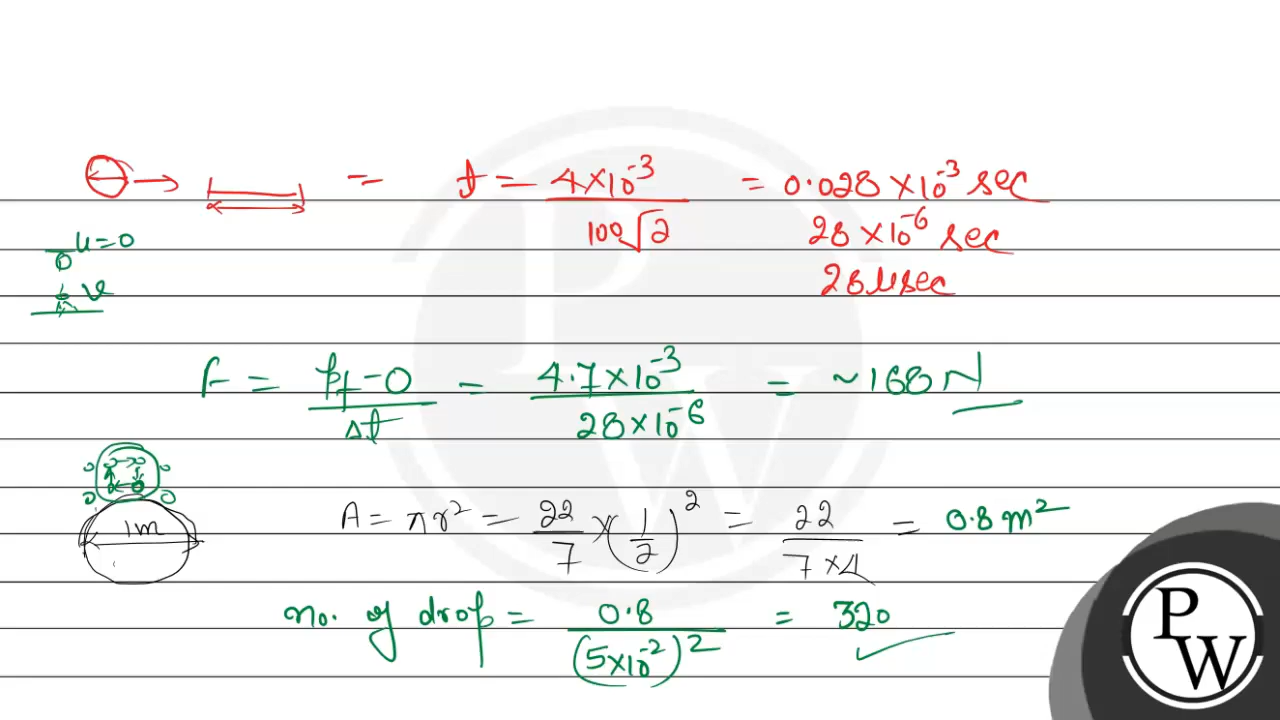 = t = 4×10⁻³ / 100√2 = 0.028 ×10⁻³ sec
28 ×10⁻⁶ sec
28 μsec
u=0
v
F = Pf-0 / Δt = 4.7×10⁻³ / 28×10⁻⁶ = ~168 N
1m
A = πr² = 22/7 × (1/2)² = 22 / 7×4 = 0.8 m²
no. of drop = 0.8 / (5×10⁻²)² = 320
P
W
P
W